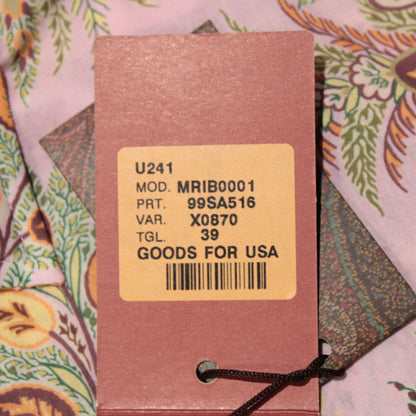 U241
MOD. MRIB0001
PRT. 99SA516
VAR. X0870
TGL. 39
GOODS FOR USA